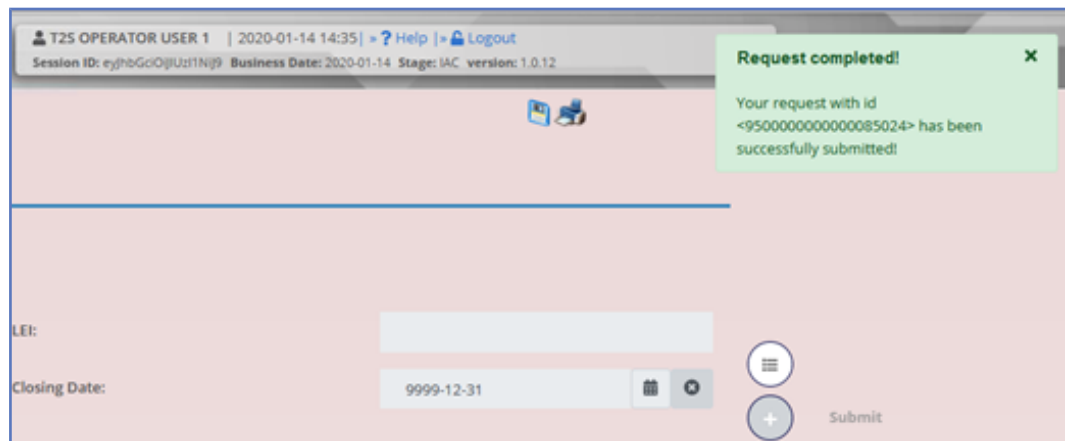 T2S OPERATOR USER 1 | 2020-01-14 14:35| » ? Help |» Logout
Session ID: eyJhbGciOiJIUzI1NiJ9 Business Date: 2020-01-14 Stage: IAC version: 1.0.12
Request completed!
Your request with id
<9500000000000085024> has been
successfully submitted!
LEI:
Closing Date:
9999-12-31
Submit